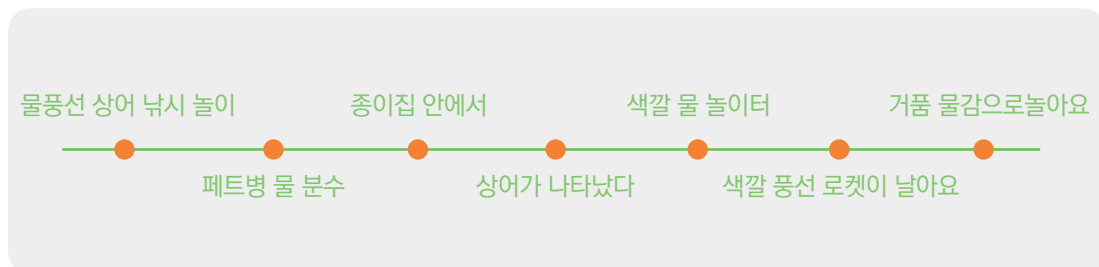 물풍선 상어 낚시 놀이
페트병 물 분수
종이집 안에서
상어가 나타났다
색깔 물 놀이터
색깔 풍선 로켓이 날아요
거품 물감으로놀아요